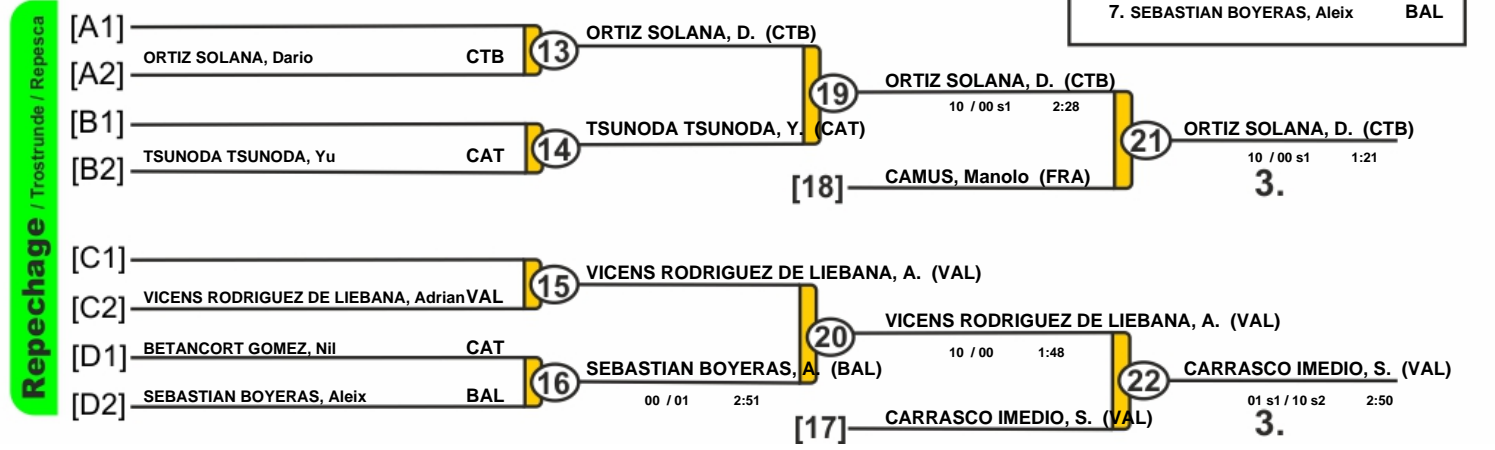 Repechage / Trostrunde / Repesca
7. SEBASTIAN BOYERAS, Aleix BAL
[A1]
ORTIZ SOLANA, Dario CTB
[A2]
13
ORTIZ SOLANA, D. (CTB)
[B1]
TSUNODA TSUNODA, Yu CAT
[B2]
14
TSUNODA TSUNODA, Y. (CAT)
19
ORTIZ SOLANA, D. (CTB)
10 / 00 s1 2:28
[18]
CAMUS, Manolo (FRA)
21
ORTIZ SOLANA, D. (CTB)
10 / 00 s1 1:21
3.
[C1]
VICENS RODRIGUEZ DE LIEBANA, Adrian VAL
[C2]
15
VICENS RODRIGUEZ DE LIEBANA, A. (VAL)
[D1]
BETANCORT GOMEZ, Nil CAT
[D2]
SEBASTIAN BOYERAS, Aleix BAL
16
SEBASTIAN BOYERAS, A. (BAL)
00 / 01 2:51
20
VICENS RODRIGUEZ DE LIEBANA, A. (VAL)
10 / 00 1:48
[17]
CARRASCO IMEDIO, S. (VAL)
22
CARRASCO IMEDIO, S. (VAL)
01 s1 / 10 s2 2:50
3.